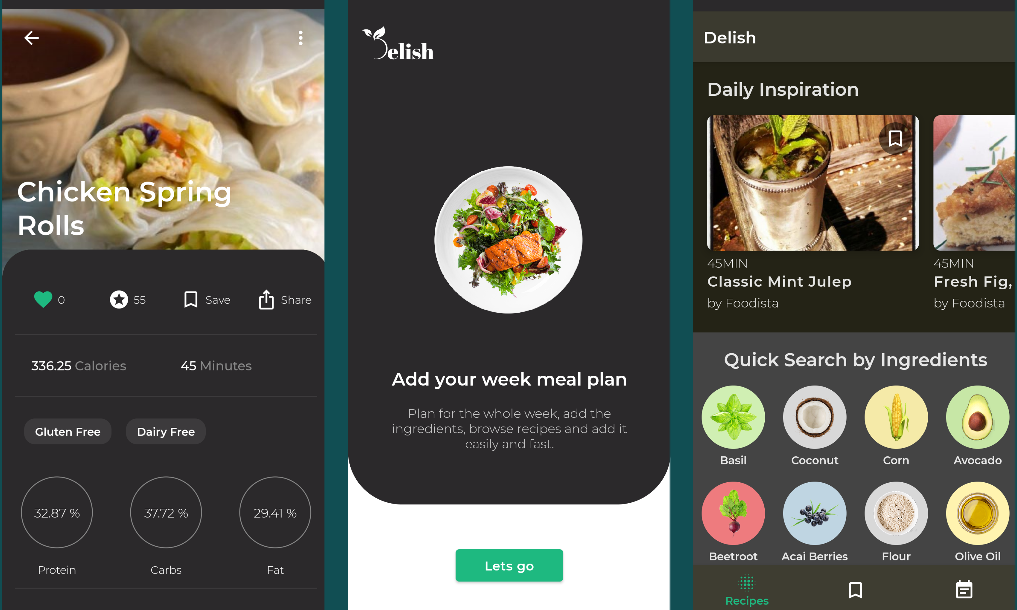 Chicken Spring
Rolls
0
55
Save
Share
336.25 Calories
45 Minutes
Gluten Free
Dairy Free
32.87 %
37.72 %
29.41 %
Protein
Carbs
Fat
Delish
Add your week meal plan
Plan for the whole week, add the
ingredients, browse recipes and add it
easily and fast.
Lets go
Delish
Daily Inspiration
45MIN
Classic Mint Julep
by Foodista
45MIN
Fresh Fig,
by Foodista
Quick Search by Ingredients
Basil
Coconut
Corn
Avocado
Beetroot
Acai Berries
Flour
Olive Oil
Recipes